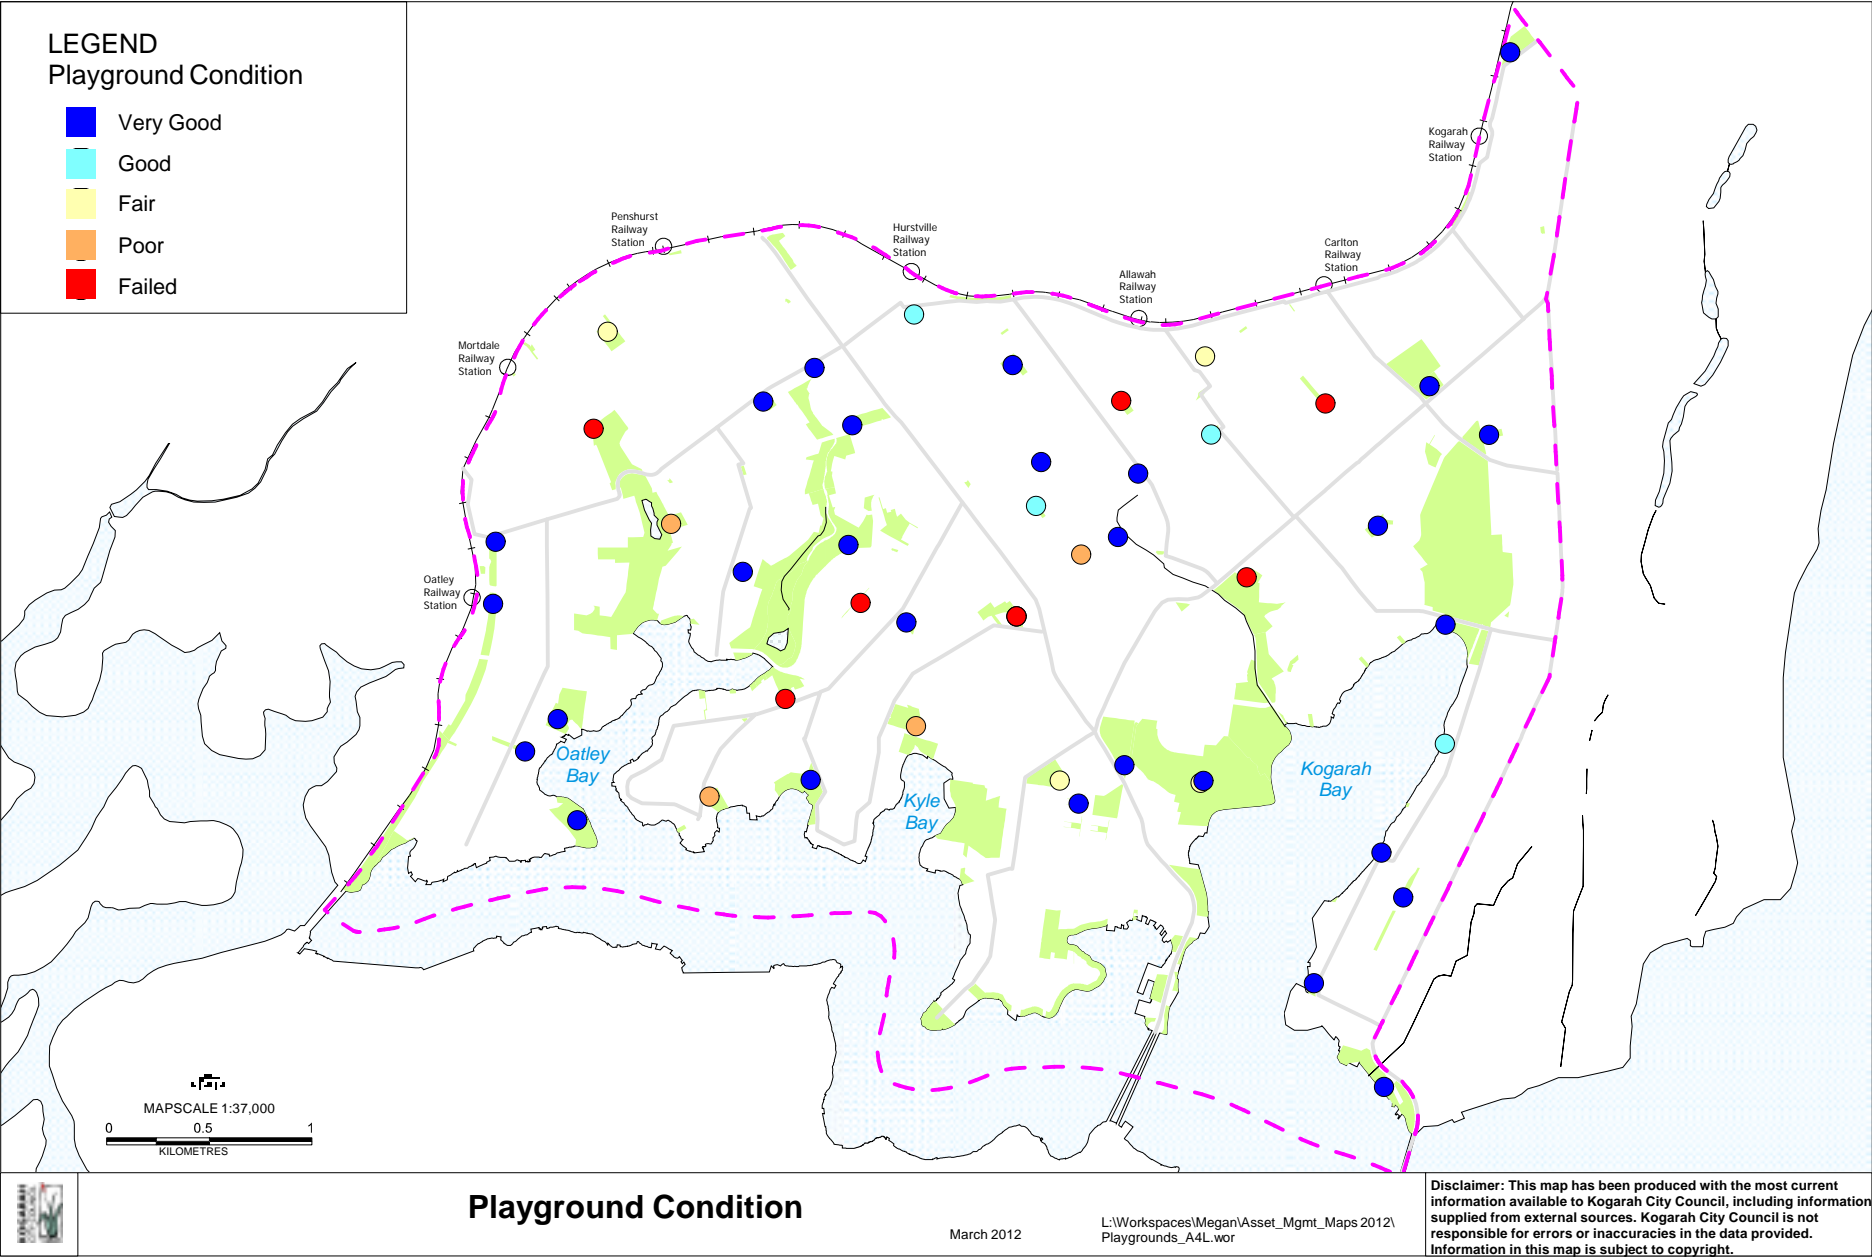 LEGEND
Playground Condition
Very Good
Good
Fair
Poor
Failed
Kogarah
Railway
Station
Penshurst
Railway
Station
Hurstville
Railway
Station
Carlton
Railway
Station
Allawah
Railway
Station
Mortdale
Railway
Station
Oatley
Railway
Station
Oatley
Bay
Kyle
Bay
Kogarah
Bay
MAPSCALE 1:37,000
0 0.5 1
KILOMETRES
KOGARAH
Playground Condition
March 2012
L:\Workspaces\Megan\Asset_Mgmt_Maps 2012\
Playgrounds_A4L.wor
Disclaimer: This map has been produced with the most current
information available to Kogarah City Council, including information
supplied from external sources. Kogarah City Council is not
responsible for errors or inaccuracies in the data provided.
Information in this map is subject to copyright.